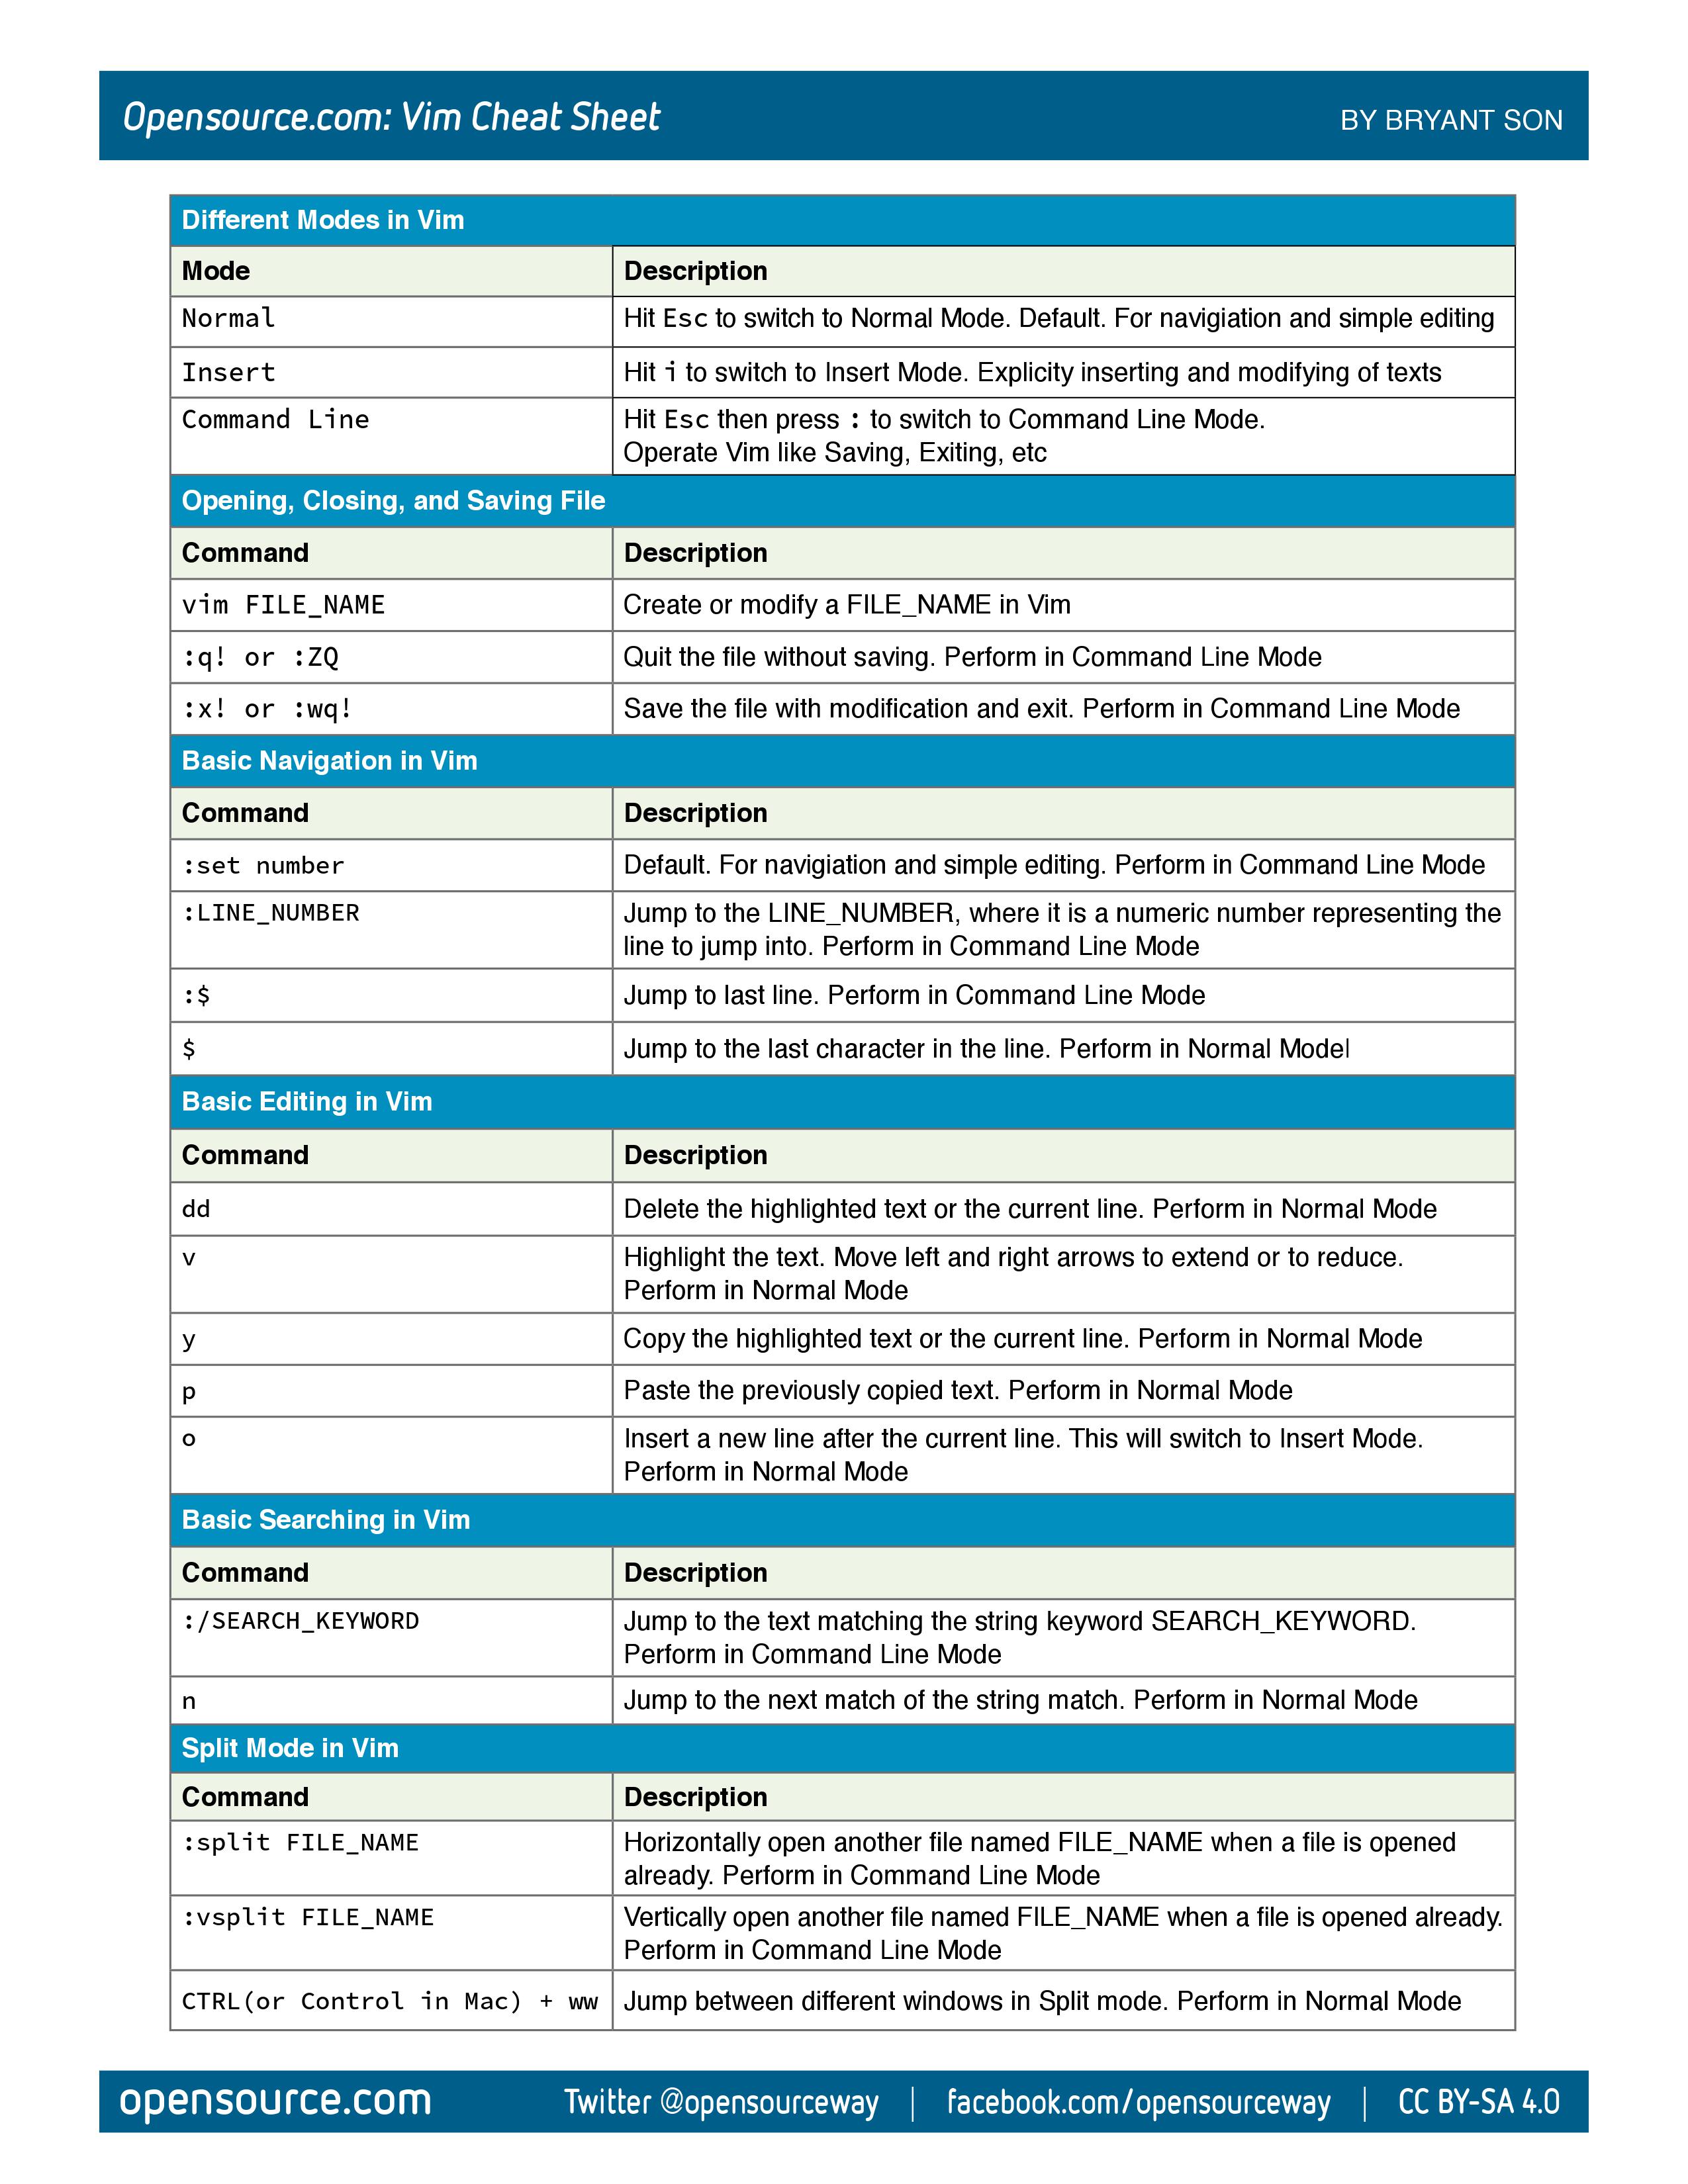 Opensource.com: Vim Cheat Sheet
BY BRYANT SON
Different Modes in Vim
Mode Description
Normal Hit Esc to switch to Normal Mode. Default. For navigiation and simple editing
Insert Hit i to switch to Insert Mode. Explicity inserting and modifying of texts
Command Line Hit Esc then press : to switch to Command Line Mode.
Operate Vim like Saving, Exiting, etc
Opening, Closing, and Saving File
Command Description
vim FILE_NAME Create or modify a FILE_NAME in Vim
:q! or :ZQ Quit the file without saving. Perform in Command Line Mode
:x! or :wq! Save the file with modification and exit. Perform in Command Line Mode
Basic Navigation in Vim
Command Description
:set number Default. For navigiation and simple editing. Perform in Command Line Mode
:LINE_NUMBER Jump to the LINE_NUMBER, where it is a numeric number representing the
line to jump into. Perform in Command Line Mode
:$ Jump to last line. Perform in Command Line Mode
$ Jump to the last character in the line. Perform in Normal Model
Basic Editing in Vim
Command Description
dd Delete the highlighted text or the current line. Perform in Normal Mode
v Highlight the text. Move left and right arrows to extend or to reduce.
Perform in Normal Mode
y Copy the highlighted text or the current line. Perform in Normal Mode
p Paste the previously copied text. Perform in Normal Mode
o Insert a new line after the current line. This will switch to Insert Mode.
Perform in Normal Mode
Basic Searching in Vim
Command Description
:/SEARCH_KEYWORD Jump to the text matching the string keyword SEARCH_KEYWORD.
Perform in Command Line Mode
n Jump to the next match of the string match. Perform in Normal Mode
Split Mode in Vim
Command Description
:split FILE_NAME Horizontally open another file named FILE_NAME when a file is opened
already. Perform in Command Line Mode
:vsplit FILE_NAME Vertically open another file named FILE_NAME when a file is opened already.
Perform in Command Line Mode
CTRL(or Control in Mac) + ww Jump between different windows in Split mode. Perform in Normal Mode
opensource.com Twitter @opensourceway | facebook.com/opensourceway | CC BY-SA 4.0